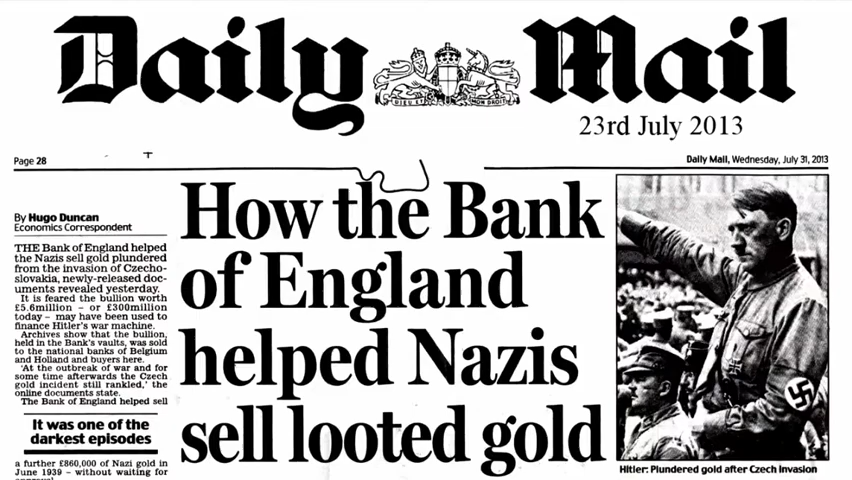 Daily Mail
DIEU ET MON DROIT
23rd July 2013
Page 28
Daily Mail, Wednesday, July 31, 2013
How the Bank
of England
helped Nazis
sell looted gold
By Hugo Duncan
Economics Correspondent
THE Bank of England helped
the Nazis sell gold plundered
from the invasion of Czecho-
slovakia, newly-released doc-
uments revealed yesterday.
It is feared the bullion worth
£5.6million – or £300million
today – may have been used to
finance Hitler's war machine.
Archives show that the bullion,
held in the Bank's vaults, was sold
to the national banks of Belgium
and Holland and buyers here.
'At the outbreak of war and for
some time afterwards the Czech
gold incident still rankled,' the
online documents state.
The Bank of England helped sell
It was one of the
darkest episodes
a further £860,000 of Nazi gold in
June 1939 – without waiting for
Hitler: Plundered gold after Czech invasion